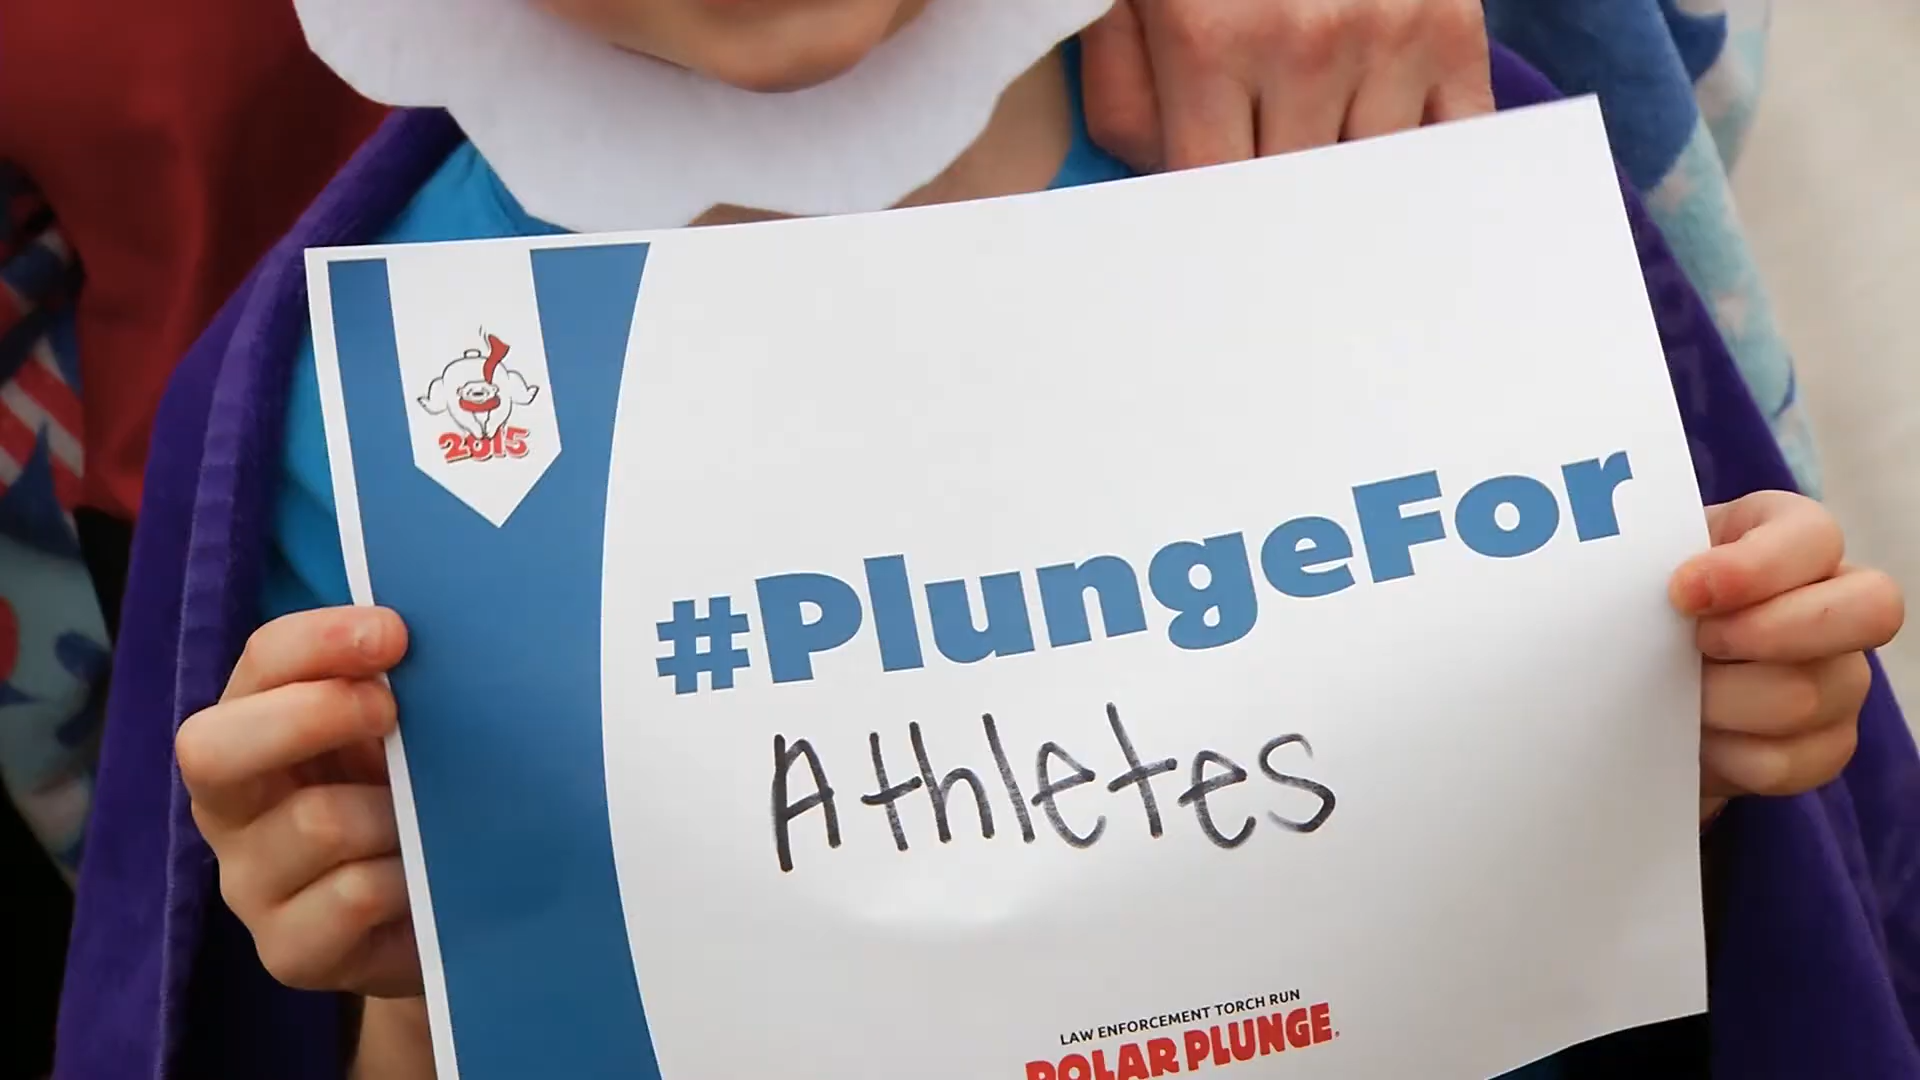 2015
#PlungeFor
Athletes
LAW ENFORCEMENT TORCH RUN
POLAR PLUNGE.